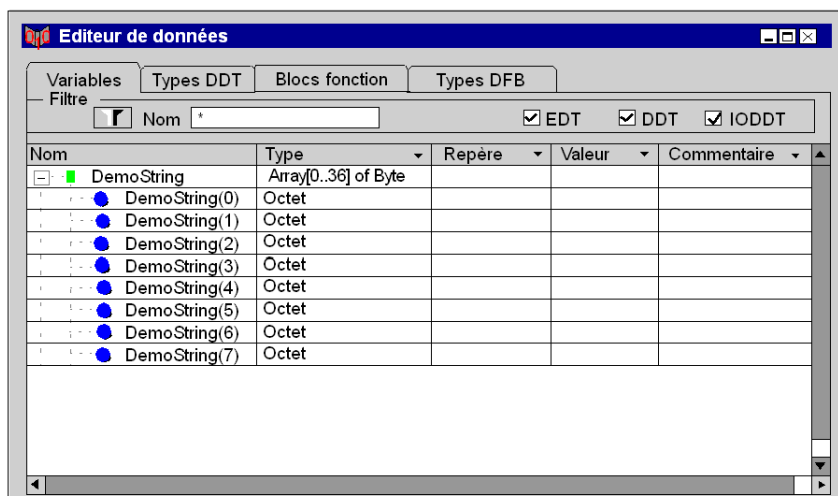 Editeur de données
Variables Types DDT Blocs fonction Types DFB
Filtre
Nom * EDT DDT IODDT
Nom Type Repère Valeur Commentaire
DemoString Array[0..36] of Byte
DemoString(0) Octet
DemoString(1) Octet
DemoString(2) Octet
DemoString(3) Octet
DemoString(4) Octet
DemoString(5) Octet
DemoString(6) Octet
DemoString(7) Octet